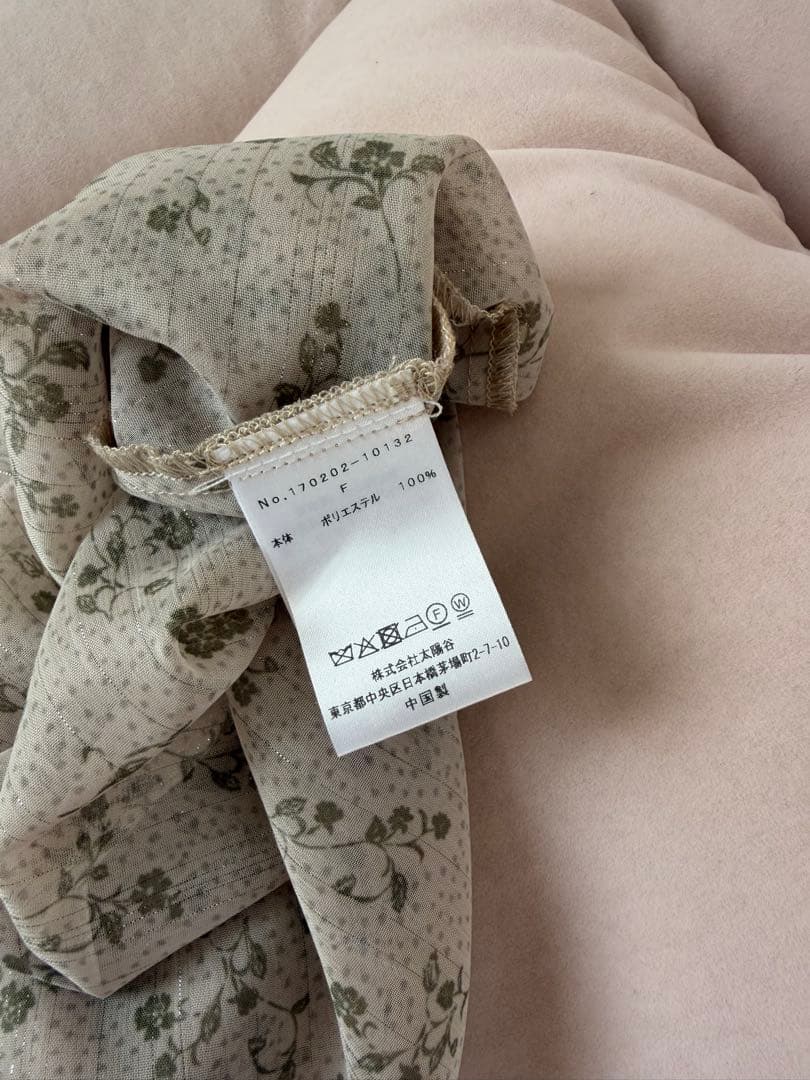 No.170202-10132
F
本体 ポリエステル 100%
F W
株式会社太陽谷
東京都中央区日本橋茅場町2-7-10
中国製